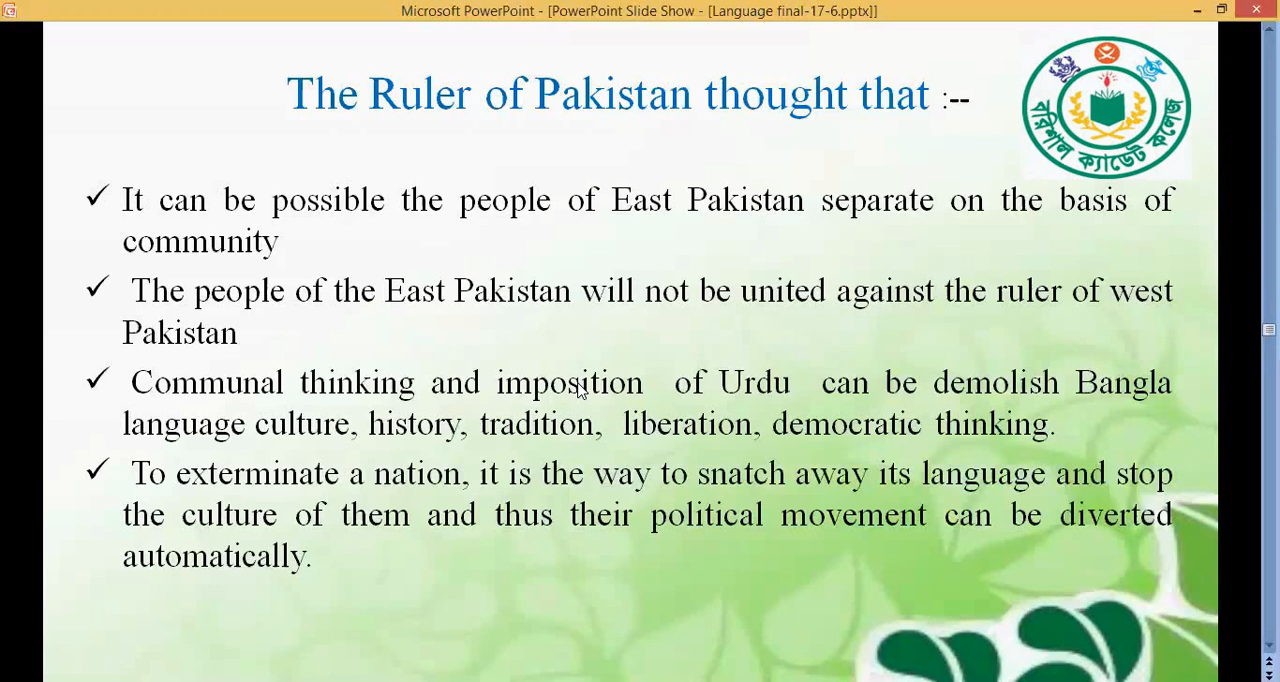 Microsoft PowerPoint - [PowerPoint Slide Show - [Language final-17-6.pptx]]
The Ruler of Pakistan thought that :--
বরিশাল ক্যাডেট কলেজ
✓ It can be possible the people of East Pakistan separate on the basis of
community
✓ The people of the East Pakistan will not be united against the ruler of west
Pakistan
✓ Communal thinking and imposition of Urdu can be demolish Bangla
language culture, history, tradition, liberation, democratic thinking.
✓ To exterminate a nation, it is the way to snatch away its language and stop
the culture of them and thus their political movement can be diverted
automatically.